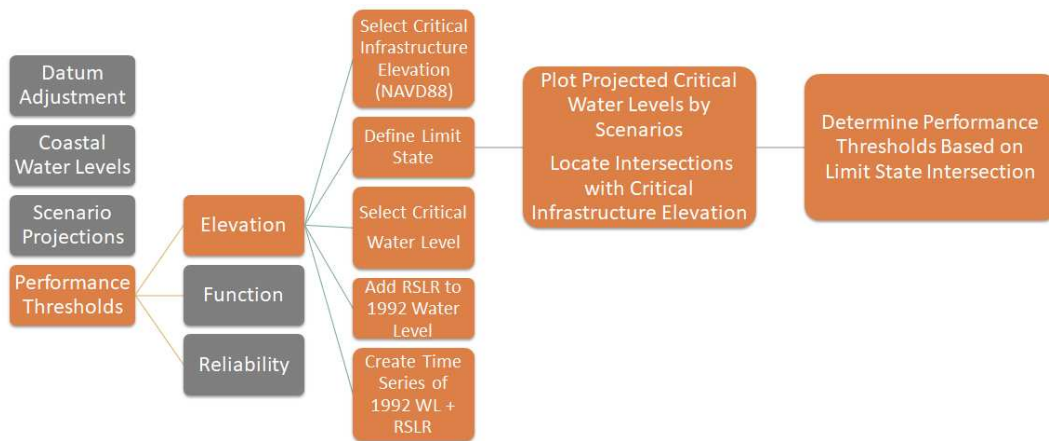 Datum
Adjustment
Coastal
Water Levels
Scenario
Projections
Performance
Thresholds
Elevation
Function
Reliability
Select Critical
Infrastructure
Elevation
(NAVD88)
Define Limit
State
Select Critical
Water Level
Add RSLR to
1992 Water
Level
Create Time
Series of
1992 WL +
RSLR
Plot Projected Critical
Water Levels by
Scenarios
Locate Intersections
with Critical
Infrastructure Elevation
Determine Performance
Thresholds Based on
Limit State Intersection